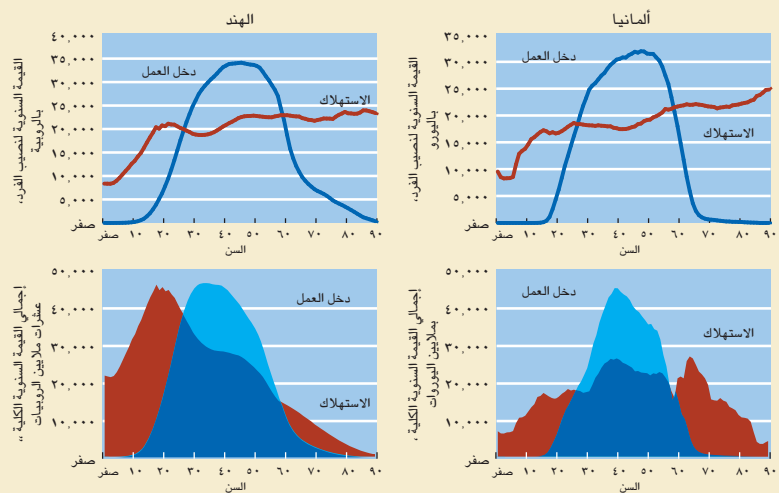 ألمانيا
القيمة السنوية لنصيب الفرد،
باليورو
٣٥,٠٠٠
٣٠,٠٠٠
٢٥,٠٠٠
٢٠,٠٠٠
١٥,٠٠٠
١٠,٠٠٠
٥,٠٠٠
صفر
دخل العمل
الاستهلاك
صفر ١٠ ٢٠ ٣٠ ٤٠ ٥٠ ٦٠ ٧٠ ٨٠ ٩٠
السن
الهند
القيمة السنوية لنصيب الفرد،
بالروبية
٤٠,٠٠٠
٣٥,٠٠٠
٣٠,٠٠٠
٢٥,٠٠٠
٢٠,٠٠٠
١٥,٠٠٠
١٠,٠٠٠
٥,٠٠٠
صفر
دخل العمل
الاستهلاك
صفر ١٠ ٢٠ ٣٠ ٤٠ ٥٠ ٦٠ ٧٠ ٨٠ ٩٠
السن
إجمالي القيمة السنوية الكلية ،
بملايين اليوروات
٥٠,٠٠٠
٤٠,٠٠٠
٣٠,٠٠٠
٢٠,٠٠٠
١٠,٠٠٠
صفر
دخل العمل
الاستهلاك
صفر ١٠ ٢٠ ٣٠ ٤٠ ٥٠ ٦٠ ٧٠ ٨٠ ٩٠
السن
إجمالي القيمة السنوية الكلية ،،
عشرات ملايين الروبيات
٥٠,٠٠٠
٤٠,٠٠٠
٣٠,٠٠٠
٢٠,٠٠٠
١٠,٠٠٠
صفر
دخل العمل
الاستهلاك
صفر ١٠ ٢٠ ٣٠ ٤٠ ٥٠ ٦٠ ٧٠ ٨٠ ٩٠
السن